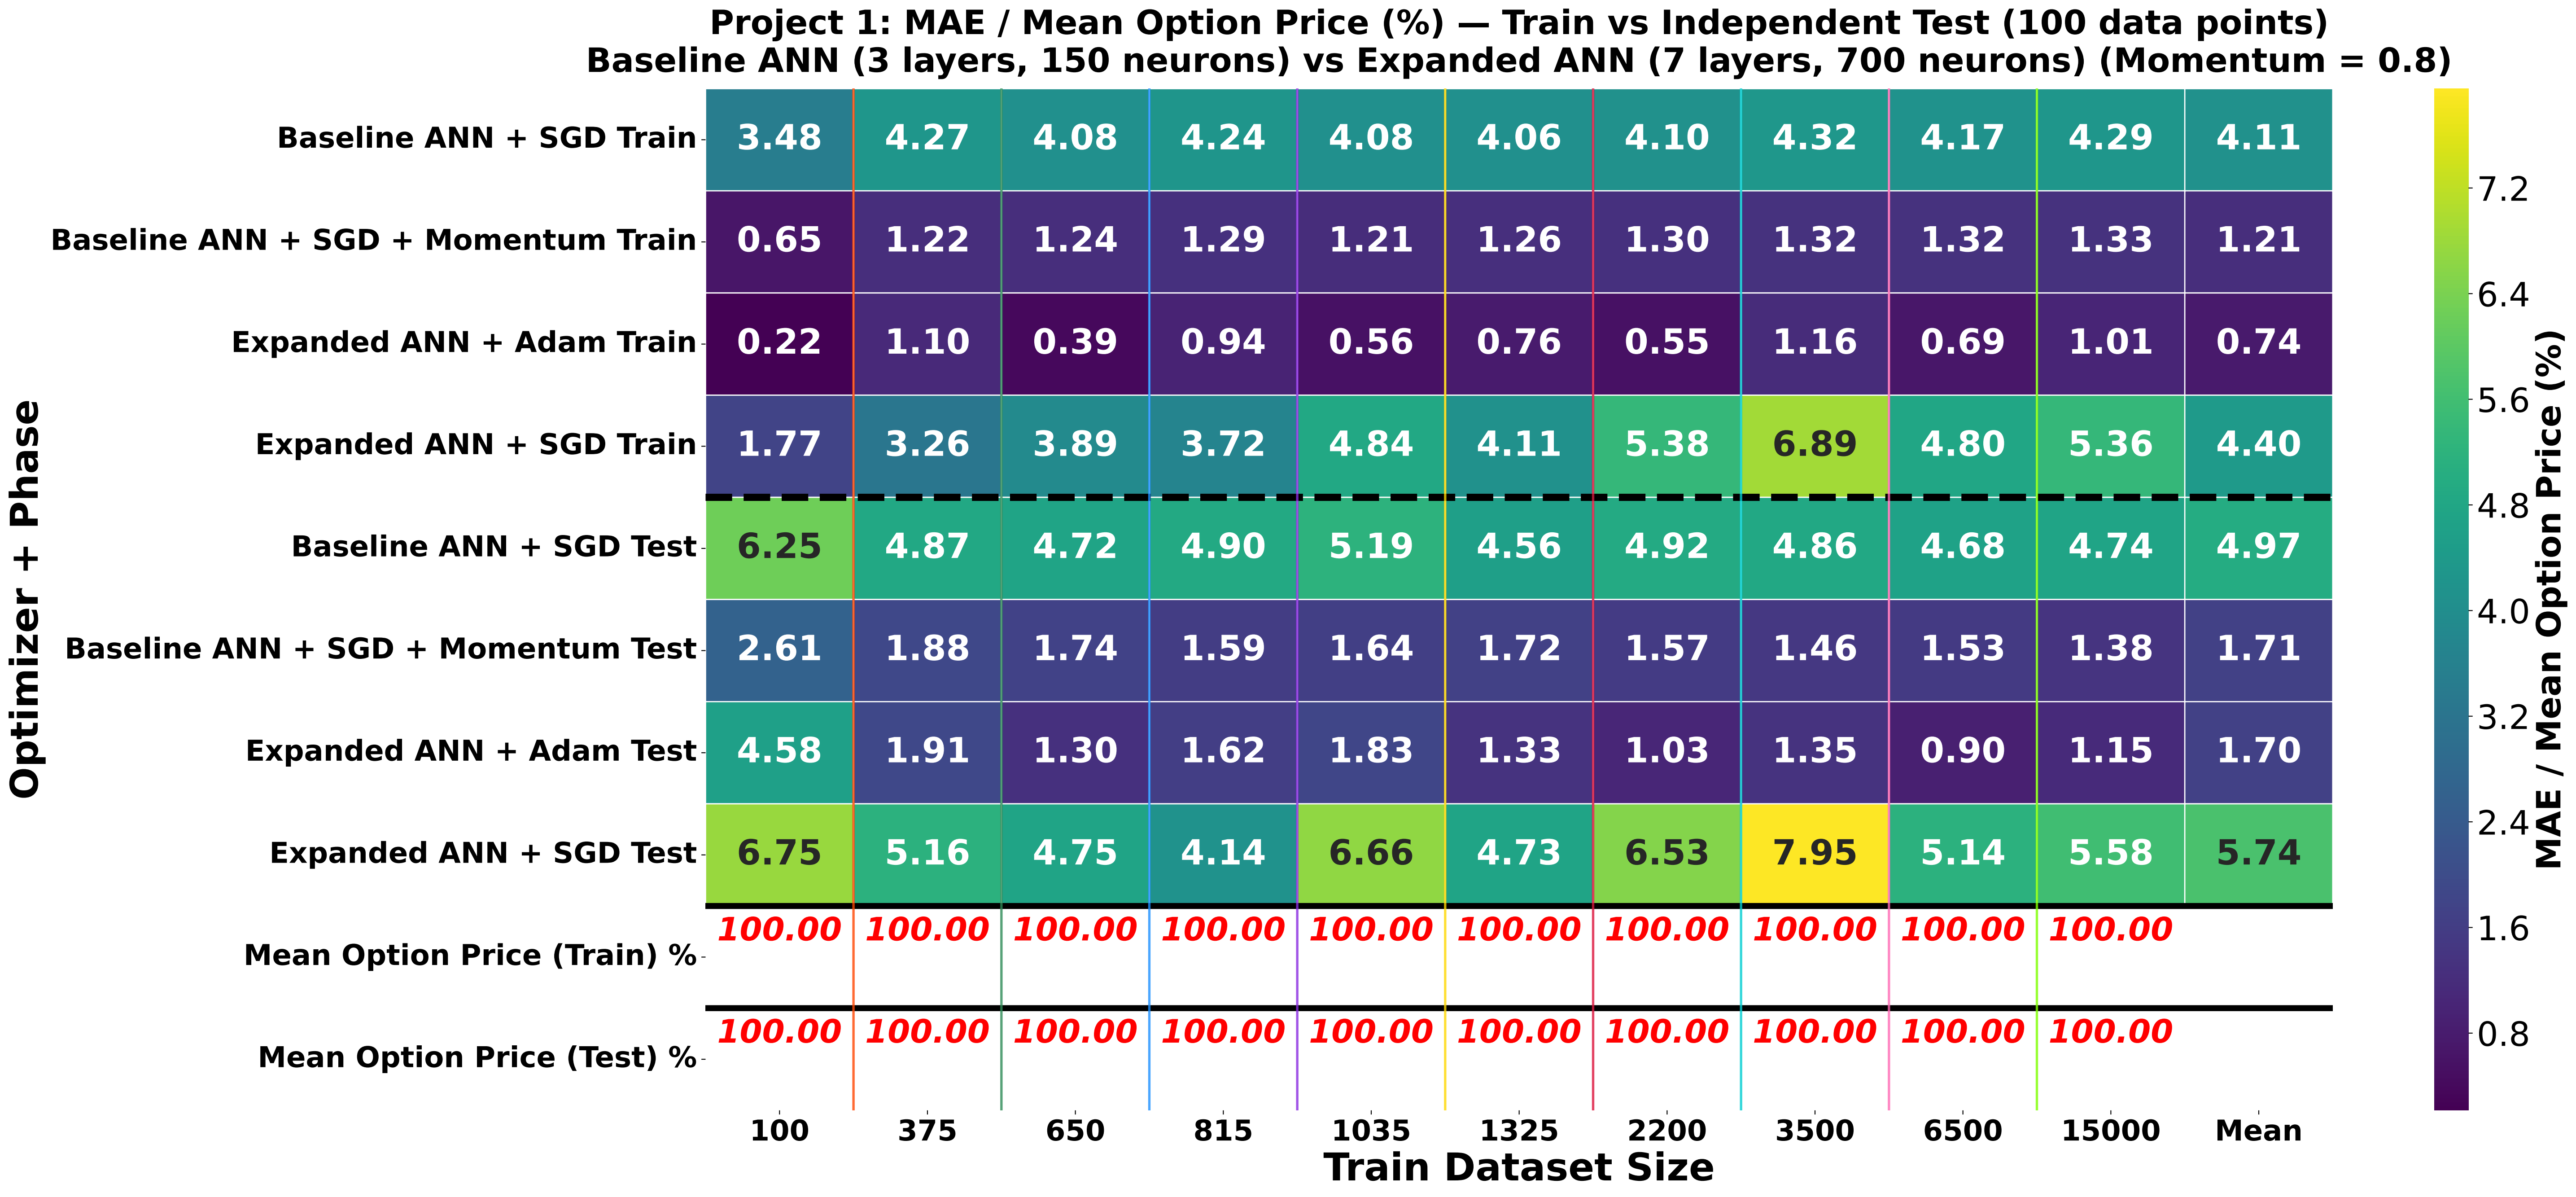 Project 1: MAE / Mean Option Price (%) — Train vs Independent Test (100 data points)
Baseline ANN (3 layers, 150 neurons) vs Expanded ANN (7 layers, 700 neurons) (Momentum = 0.8)
Optimizer + Phase
Baseline ANN + SGD Train 3.48 4.27 4.08 4.24 4.08 4.06 4.10 4.32 4.17 4.29 4.11
Baseline ANN + SGD + Momentum Train 0.65 1.22 1.24 1.29 1.21 1.26 1.30 1.32 1.32 1.33 1.21
Expanded ANN + Adam Train 0.22 1.10 0.39 0.94 0.56 0.76 0.55 1.16 0.69 1.01 0.74
Expanded ANN + SGD Train 1.77 3.26 3.89 3.72 4.84 4.11 5.38 6.89 4.80 5.36 4.40
Baseline ANN + SGD Test 6.25 4.87 4.72 4.90 5.19 4.56 4.92 4.86 4.68 4.74 4.97
Baseline ANN + SGD + Momentum Test 2.61 1.88 1.74 1.59 1.64 1.72 1.57 1.46 1.53 1.38 1.71
Expanded ANN + Adam Test 4.58 1.91 1.30 1.62 1.83 1.33 1.03 1.35 0.90 1.15 1.70
Expanded ANN + SGD Test 6.75 5.16 4.75 4.14 6.66 4.73 6.53 7.95 5.14 5.58 5.74
Mean Option Price (Train) % 100.00 100.00 100.00 100.00 100.00 100.00 100.00 100.00 100.00 100.00
Mean Option Price (Test) % 100.00 100.00 100.00 100.00 100.00 100.00 100.00 100.00 100.00 100.00
100 375 650 815 1035 1325 2200 3500 6500 15000 Mean
Train Dataset Size
7.2
6.4
5.6
4.8
4.0
3.2
2.4
1.6
0.8
MAE / Mean Option Price (%)